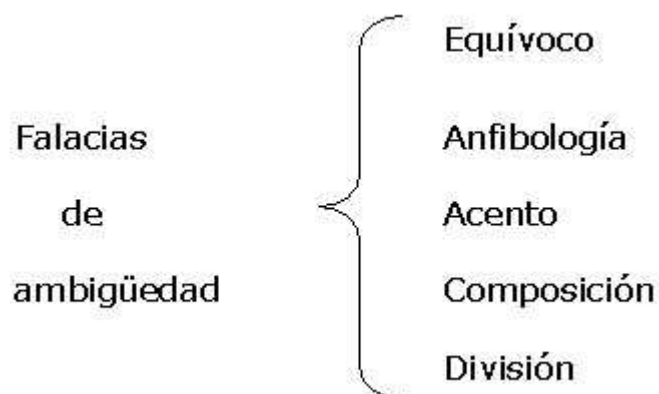 Falacias
de
ambigüedad
Equívoco
Anfibología
Acento
Composición
División